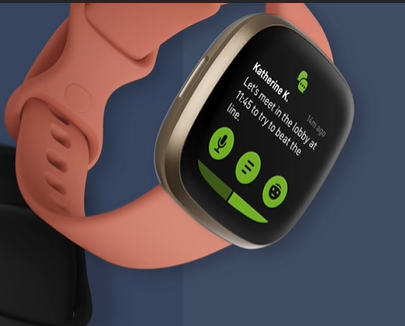 Katherine K.
14m ago
Let's meet in the lobby at
11:45 to try to beat the
line.